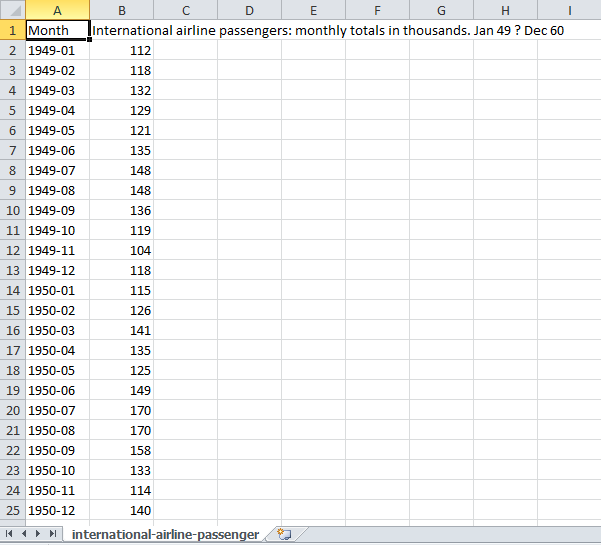 A B C D E F G H I
1 Month International airline passengers: monthly totals in thousands. Jan 49 ? Dec 60
2 1949-01 112
3 1949-02 118
4 1949-03 132
5 1949-04 129
6 1949-05 121
7 1949-06 135
8 1949-07 148
9 1949-08 148
10 1949-09 136
11 1949-10 119
12 1949-11 104
13 1949-12 118
14 1950-01 115
15 1950-02 126
16 1950-03 141
17 1950-04 135
18 1950-05 125
19 1950-06 149
20 1950-07 170
21 1950-08 170
22 1950-09 158
23 1950-10 133
24 1950-11 114
25 1950-12 140
international-airline-passenger